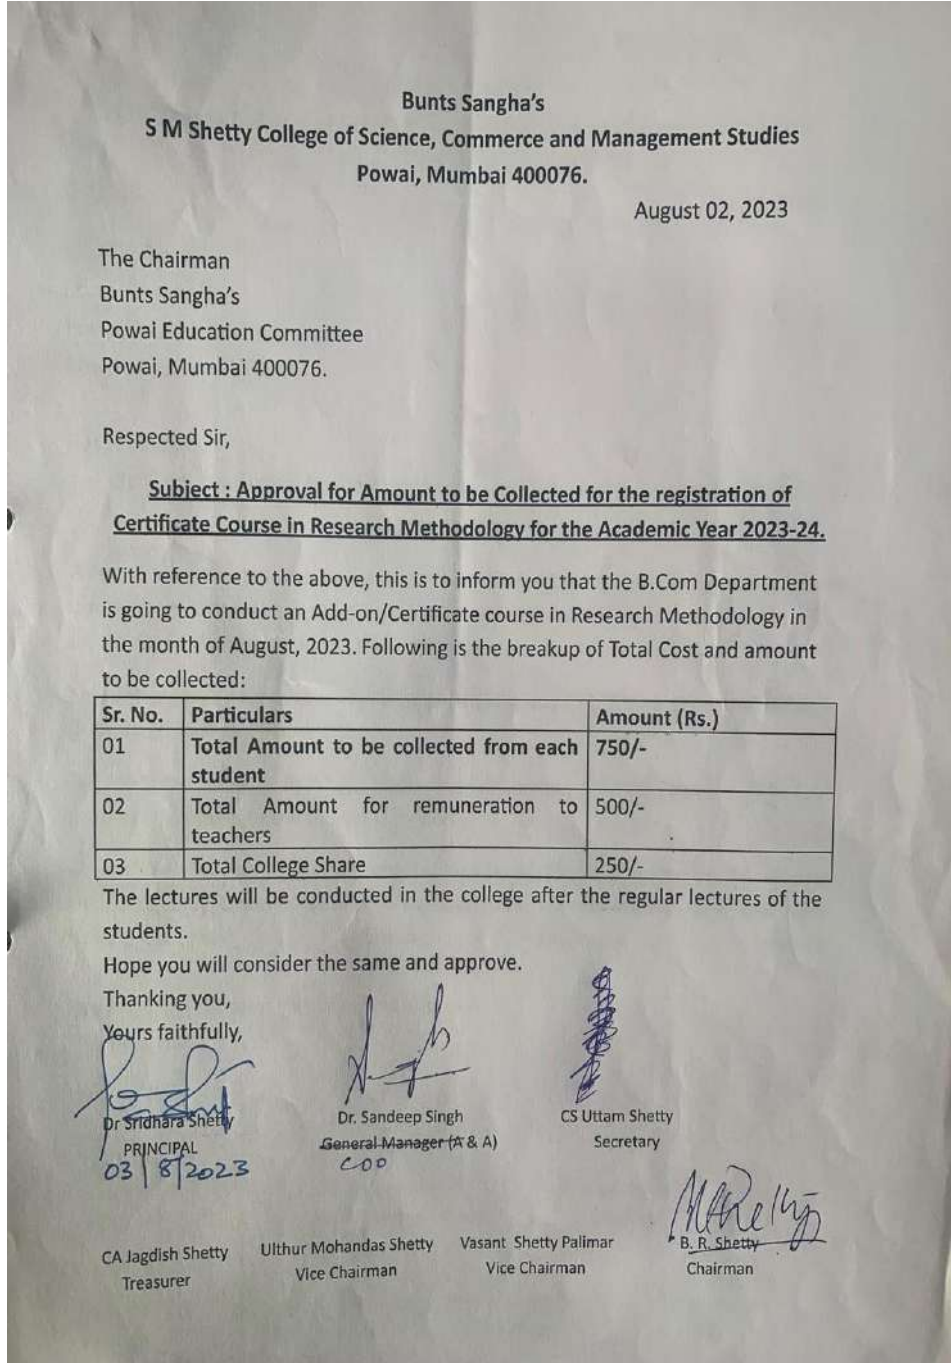 Bunts Sangha's
S M Shetty College of Science, Commerce and Management Studies
Powai, Mumbai 400076.
August 02, 2023
The Chairman
Bunts Sangha's
Powai Education Committee
Powai, Mumbai 400076.
Respected Sir,
Subject : Approval for Amount to be Collected for the registration of
Certificate Course in Research Methodology for the Academic Year 2023-24.
With reference to the above, this is to inform you that the B.Com Department
is going to conduct an Add-on/Certificate course in Research Methodology in
the month of August, 2023. Following is the breakup of Total Cost and amount
to be collected:
Sr. No. Particulars Amount (Rs.)
01 Total Amount to be collected from each 750/-
student
02 Total Amount for remuneration to 500/-
teachers
03 Total College Share 250/-
The lectures will be conducted in the college after the regular lectures of the
students.
Hope you will consider the same and approve.
Thanking you,
Yours faithfully,
Dr Sridhara Shetty Dr. Sandeep Singh CS Uttam Shetty
PRINCIPAL General Manager (A & A) Secretary
03/8/2023 COO
CA Jagdish Shetty Ulthur Mohandas Shetty Vasant Shetty Palimar B. R. Shetty
Treasurer Vice Chairman Vice Chairman Chairman